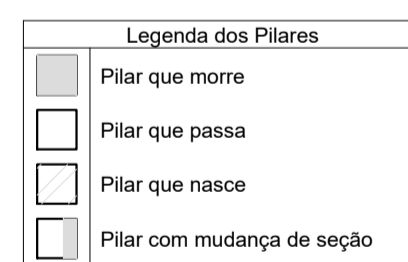 Legenda dos Pilares
Pilar que morre
Pilar que passa
Pilar que nasce
Pilar com mudança de seção